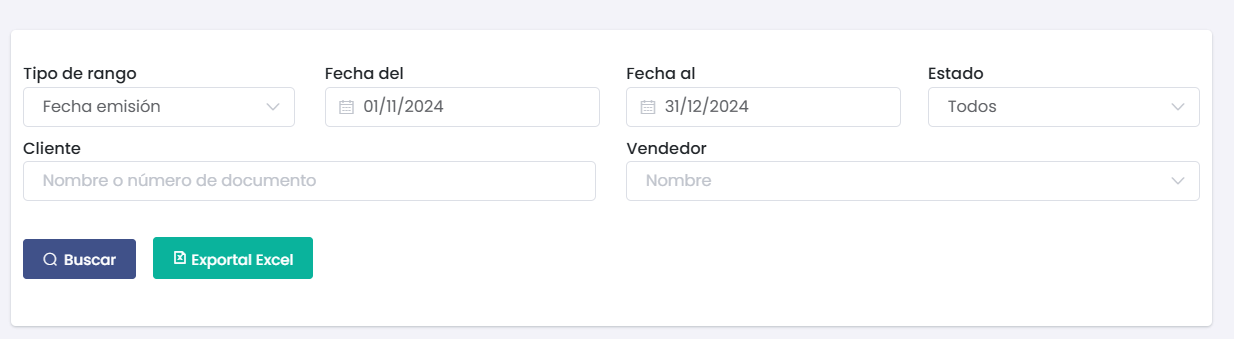 Tipo de rango Fecha del Fecha al Estado
Fecha emisión 01/11/2024 31/12/2024 Todos
Cliente Vendedor
Nombre o número de documento Nombre
Buscar Exportal Excel